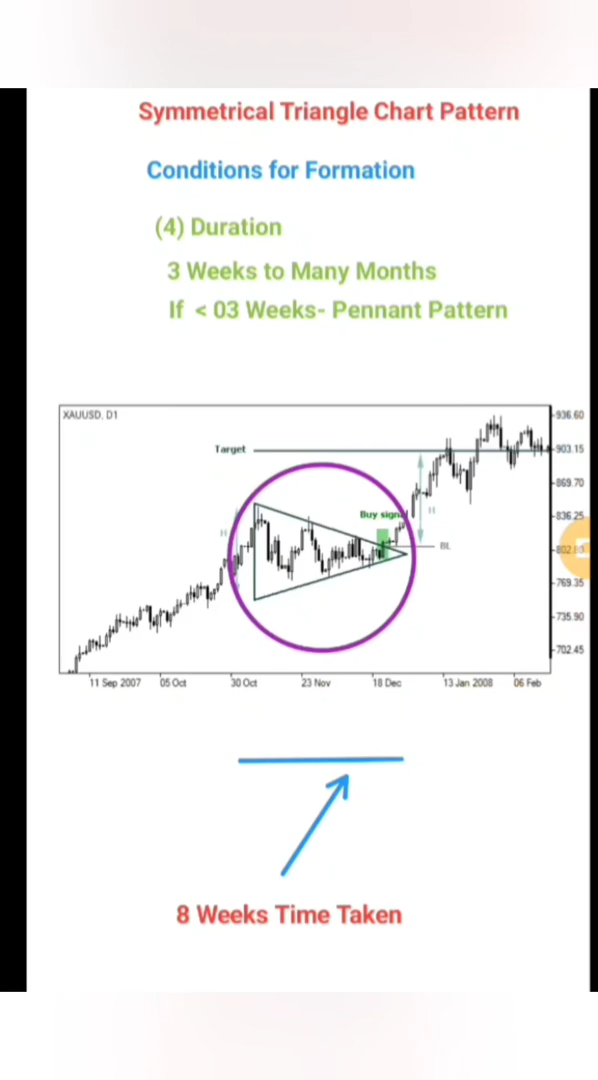 Symmetrical Triangle Chart Pattern
Conditions for Formation
(4) Duration
3 Weeks to Many Months
If < 03 Weeks- Pennant Pattern
XAUUSD, D1
936.60
Target
903.15
869.70
Buy signal
836.25
H
H
BL
769.35
735.90
702.45
11 Sep 2007
05 Oct
30 Oct
23 Nov
18 Dec
13 Jan 2008
06 Feb
8 Weeks Time Taken